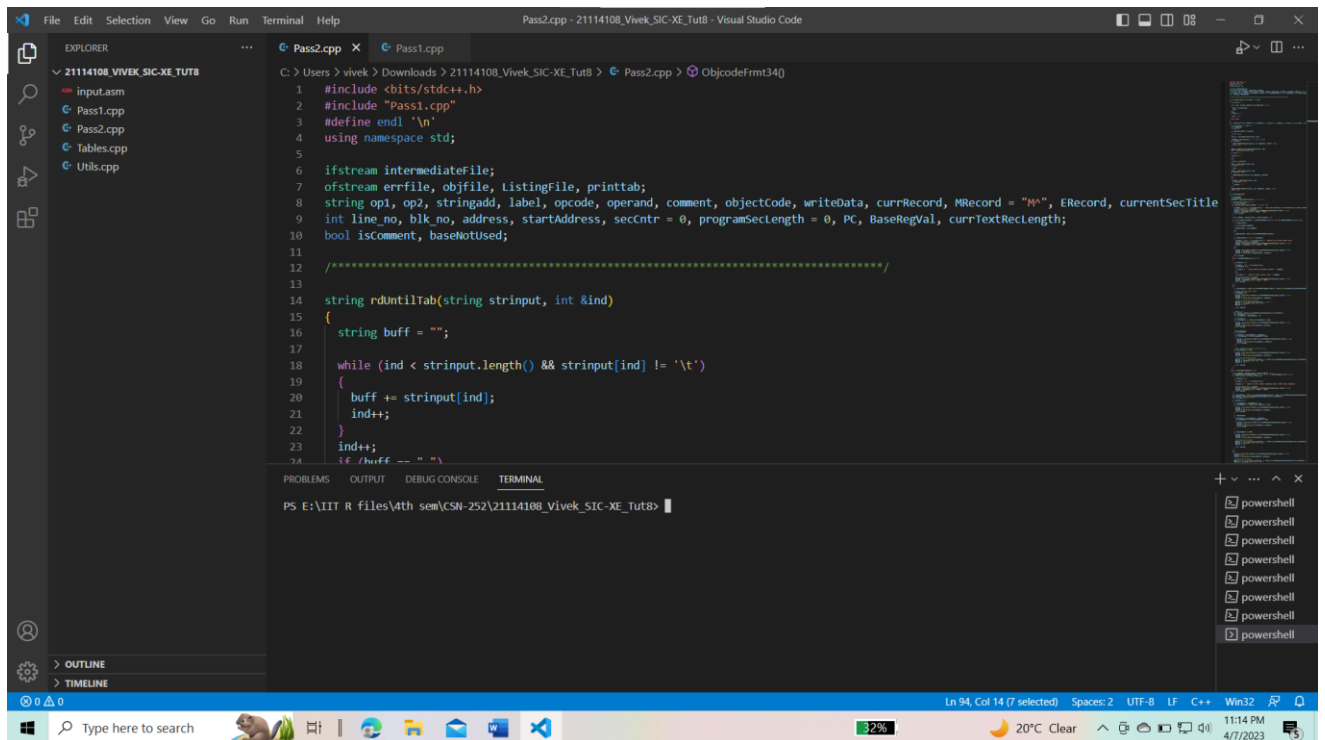 File Edit Selection View Go Run Terminal Help
Pass2.cpp - 21114108_Vivek_SIC-XE_Tut8 - Visual Studio Code
EXPLORER
21114108_VIVEK_SIC-XE_TUT8
input.asm
Pass1.cpp
Pass2.cpp
Tables.cpp
Utils.cpp
OUTLINE
TIMELINE
Pass2.cpp Pass1.cpp
C: > Users > vivek > Downloads > 21114108_Vivek_SIC-XE_Tut8 > Pass2.cpp > ObjcodeFrmt34()
1 #include <bits/stdc++.h>
2 #include "Pass1.cpp"
3 #define endl '\n'
4 using namespace std;
5
6 ifstream intermediateFile;
7 ofstream errfile, objfile, ListingFile, printtab;
8 string op1, op2, stringadd, label, opcode, operand, comment, objectCode, writeData, currRecord, MRecord = "M^", ERecord, currentSecTitle
9 int line_no, blk_no, address, startAddress, secCntr = 0, programSecLength = 0, PC, BaseRegVal, currTextRecLength;
10 bool isComment, baseNotUsed;
11
12 /************************************************************************************/
13
14 string rdUntilTab(string strinput, int &ind)
15 {
16 string buff = "";
17
18 while (ind < strinput.length() && strinput[ind] != '\t')
19 {
20 buff += strinput[ind];
21 ind++;
22 }
23 ind++;
24 if (buff == " ")
PROBLEMS OUTPUT DEBUG CONSOLE TERMINAL
PS E:\IIT R files\4th sem\CSN-252\21114108_Vivek_SIC-XE_Tut8>
powershell
powershell
powershell
powershell
powershell
powershell
powershell
powershell
0 0
Ln 94, Col 14 (7 selected) Spaces: 2 UTF-8 LF C++ Win32
Type here to search
32%
20°C Clear
11:14 PM
4/7/2023
5